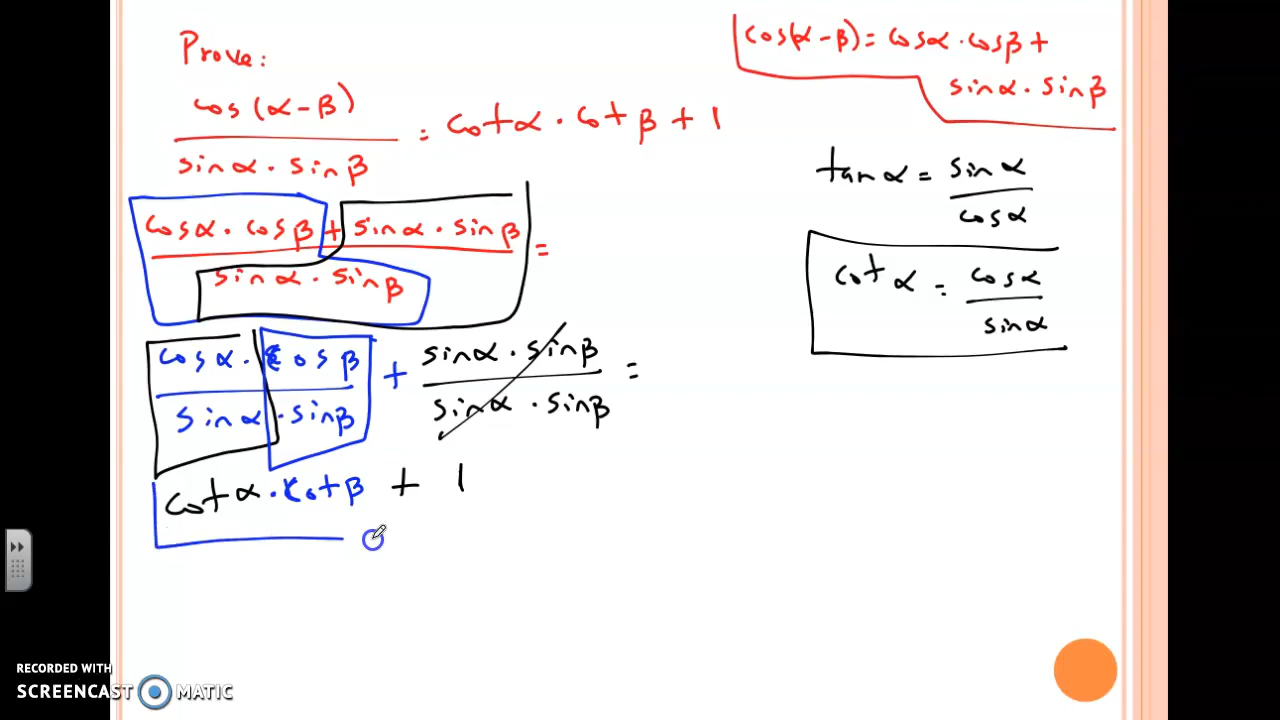 Prove:
cos(α-β) / sinα · sinβ = cotα · cotβ + 1
cosα · cosβ + sinα · sinβ / sinα · sinβ =
cosα · cosβ / sinα · sinβ + sinα · sinβ / sinα · sinβ =
cotα · cotβ + 1
cos(α-β) = cosα · cosβ +
sinα · sinβ
tanα = sinα / cosα
cotα = cosα / sinα
RECORDED WITH
SCREENCAST MATIC